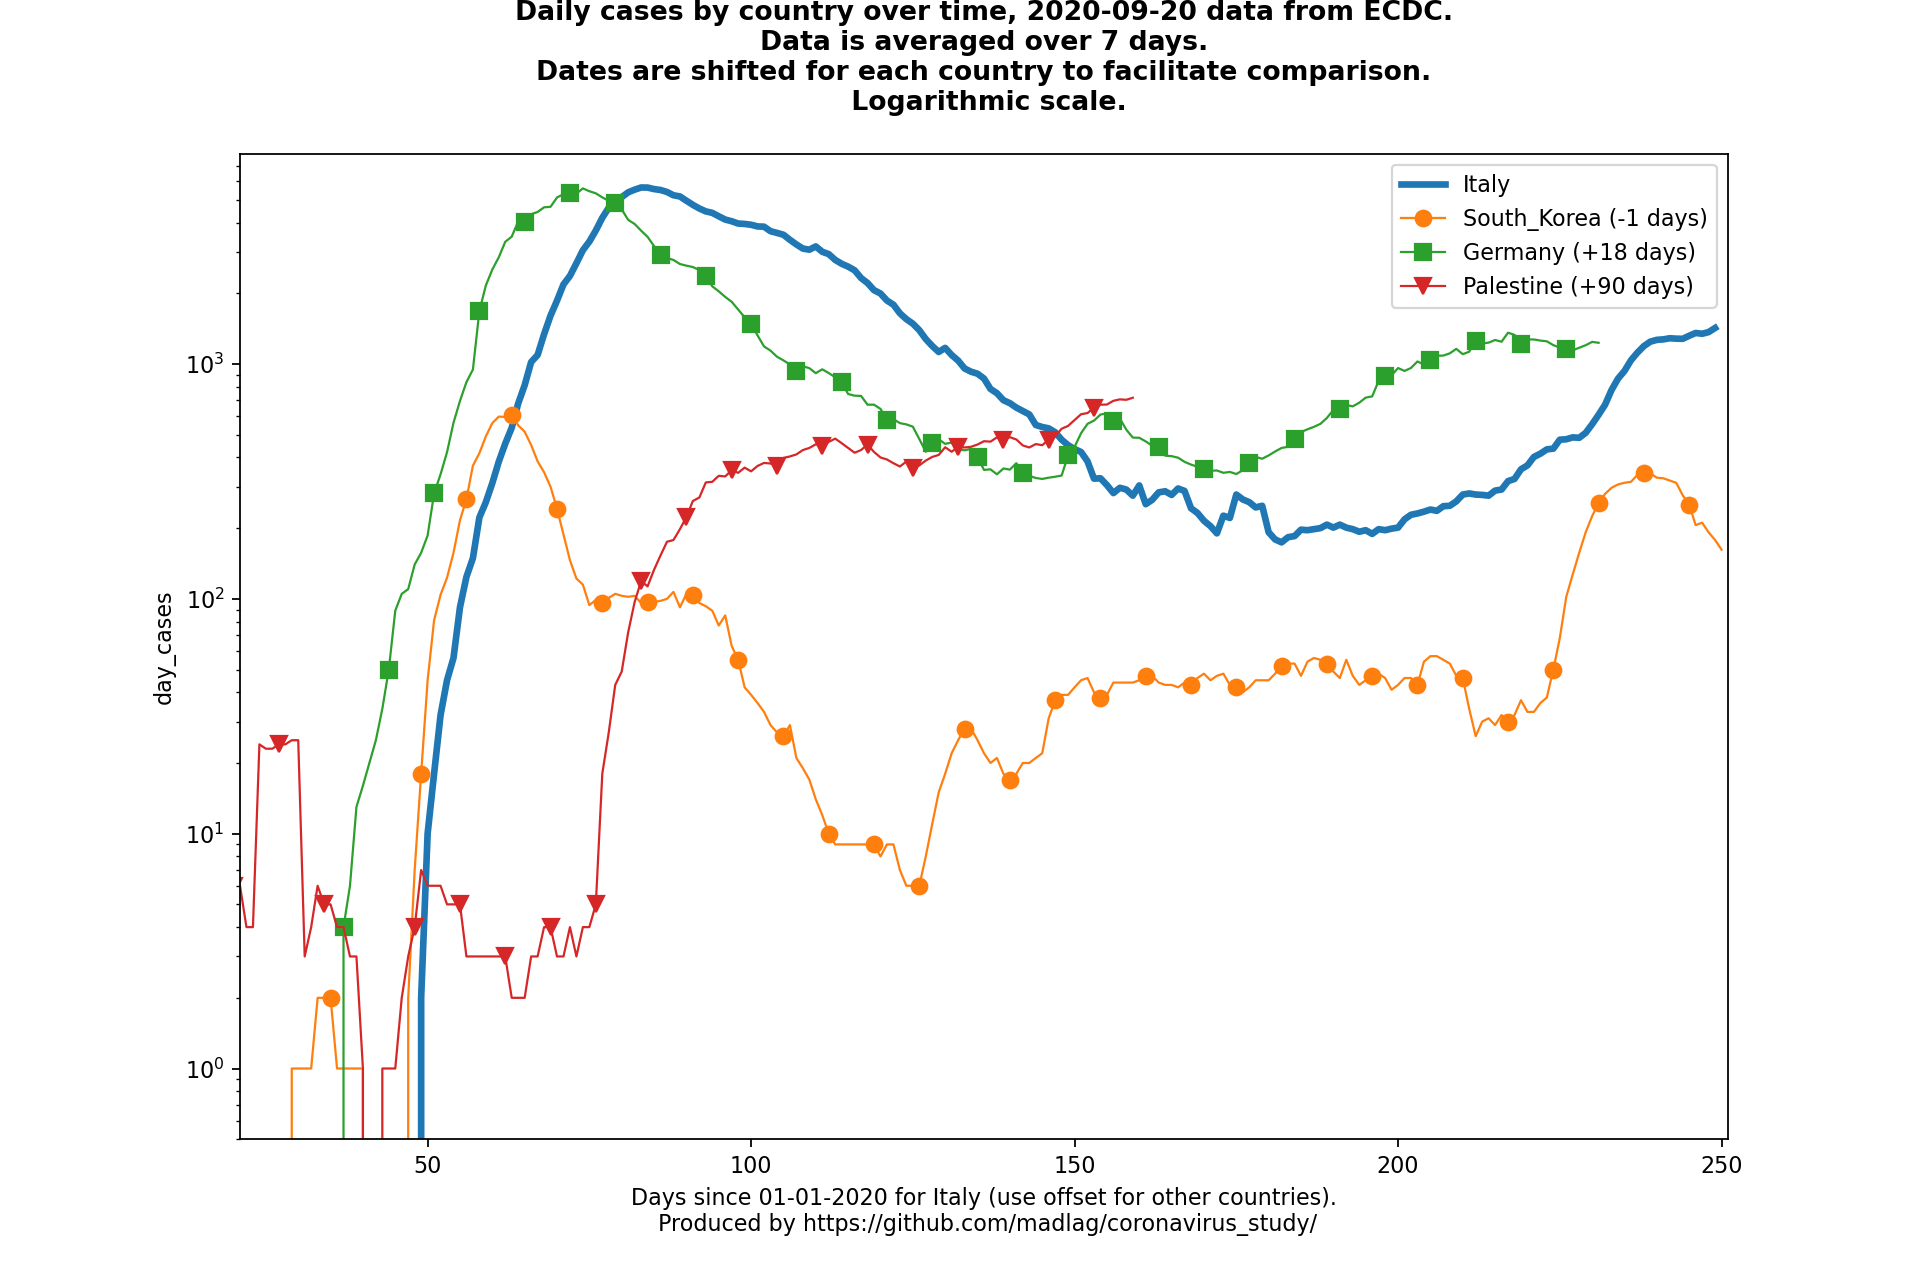 Daily cases by country over time, 2020-09-20 data from ECDC.
Data is averaged over 7 days.
Dates are shifted for each country to facilitate comparison.
Logarithmic scale.
Italy
South_Korea (-1 days)
Germany (+18 days)
Palestine (+90 days)
day_cases
10³
10²
10¹
10⁰
50 100 150 200 250
Days since 01-01-2020 for Italy (use offset for other countries).
Produced by https://github.com/madlag/coronavirus_study/